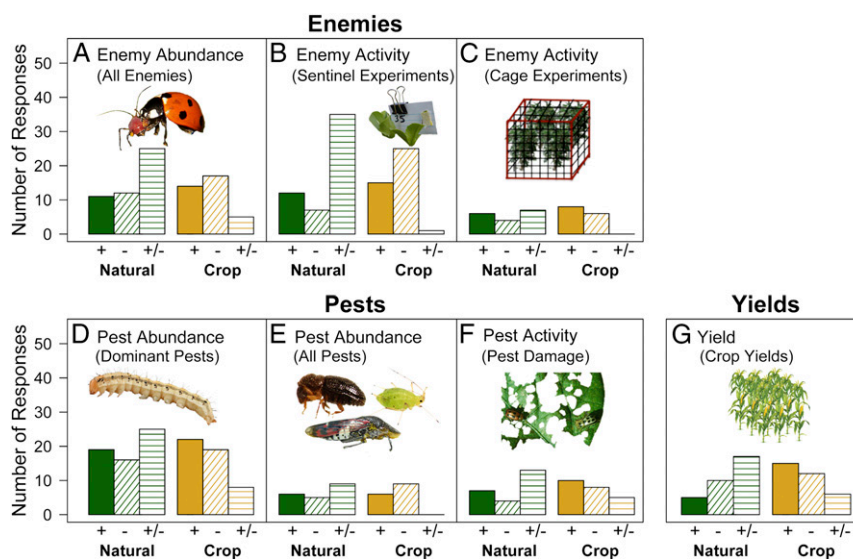 Enemies
A Enemy Abundance
(All Enemies)
B Enemy Activity
(Sentinel Experiments)
C Enemy Activity
(Cage Experiments)
Number of Responses
50
40
30
20
10
0
+ - +/- + - +/-
Natural Crop
+ - +/- + - +/-
Natural Crop
+ - +/- + - +/-
Natural Crop
Pests
Yields
D Pest Abundance
(Dominant Pests)
E Pest Abundance
(All Pests)
F Pest Activity
(Pest Damage)
G Yield
(Crop Yields)
Number of Responses
50
40
30
20
10
0
+ - +/- + - +/-
Natural Crop
+ - +/- + - +/-
Natural Crop
+ - +/- + - +/-
Natural Crop
+ - +/- + - +/-
Natural Crop